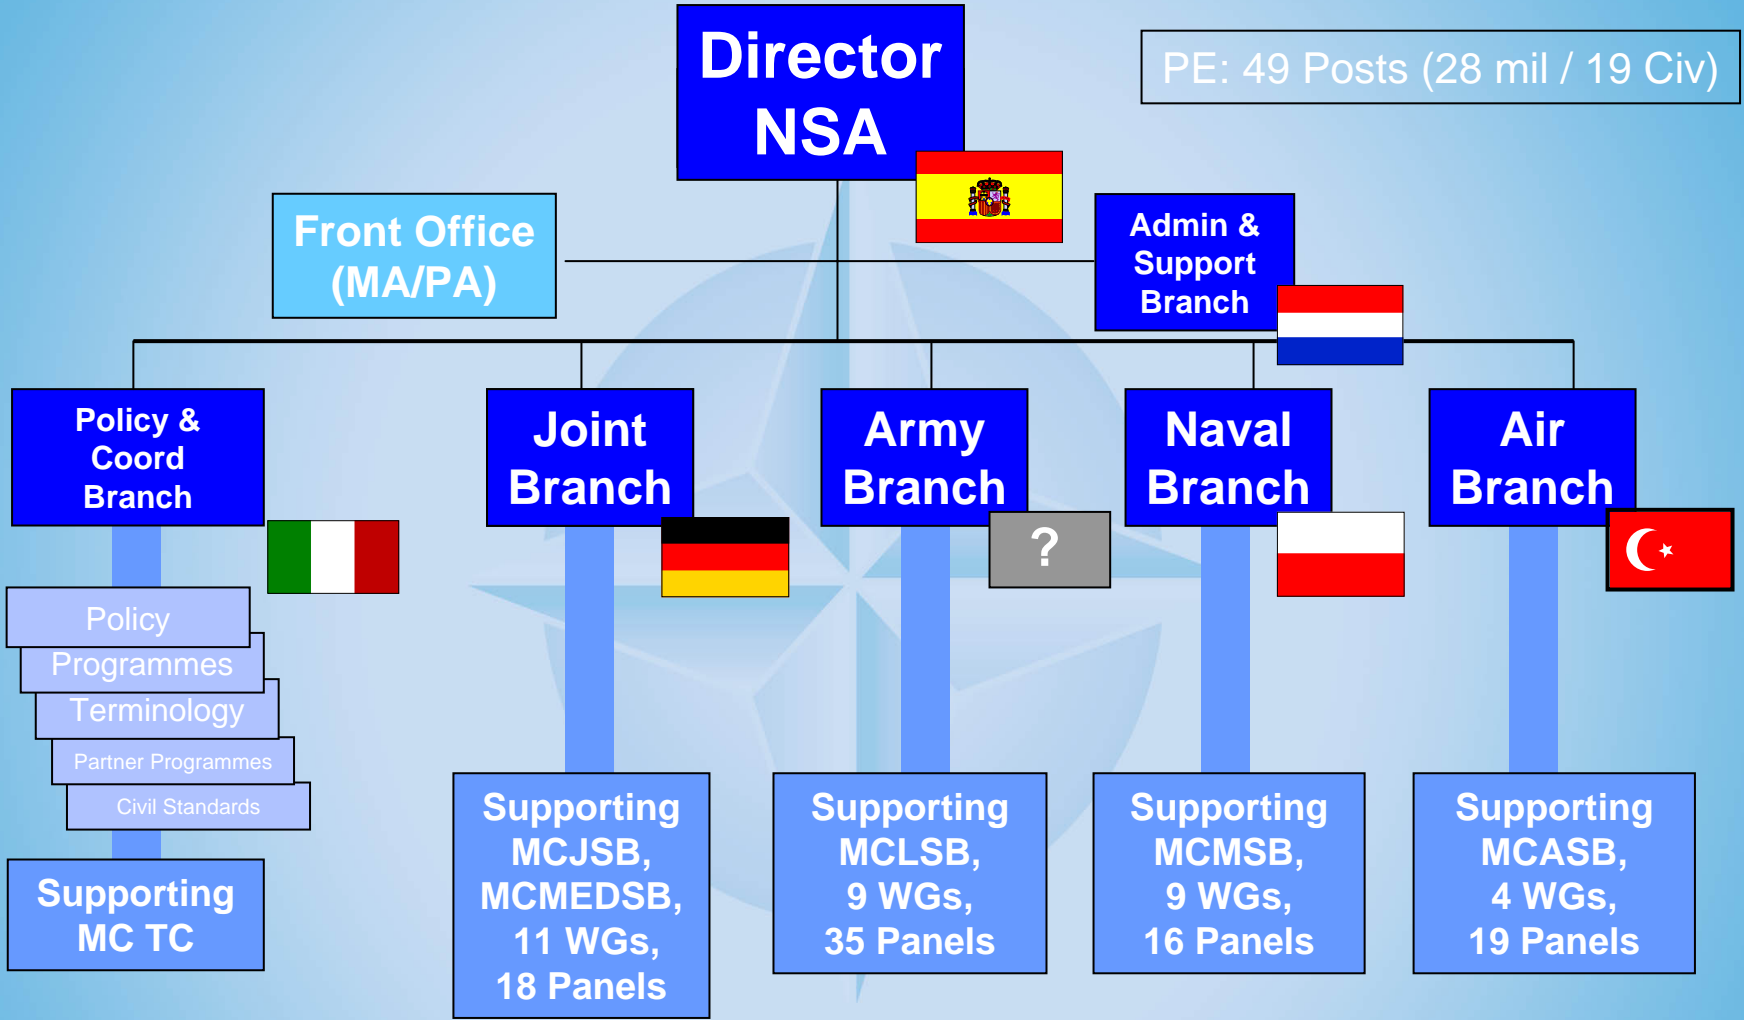 Director
NSA
PE: 49 Posts (28 mil / 19 Civ)
Front Office
(MA/PA)
Admin &
Support
Branch
Policy &
Coord
Branch
Joint
Branch
Army
Branch
Naval
Branch
Air
Branch
?
Policy
Programmes
Terminology
Partner Programmes
Civil Standards
Supporting
MC TC
Supporting
MCJSB,
MCMEDSB,
11 WGs,
18 Panels
Supporting
MCLSB,
9 WGs,
35 Panels
Supporting
MCMSB,
9 WGs,
16 Panels
Supporting
MCASB,
4 WGs,
19 Panels